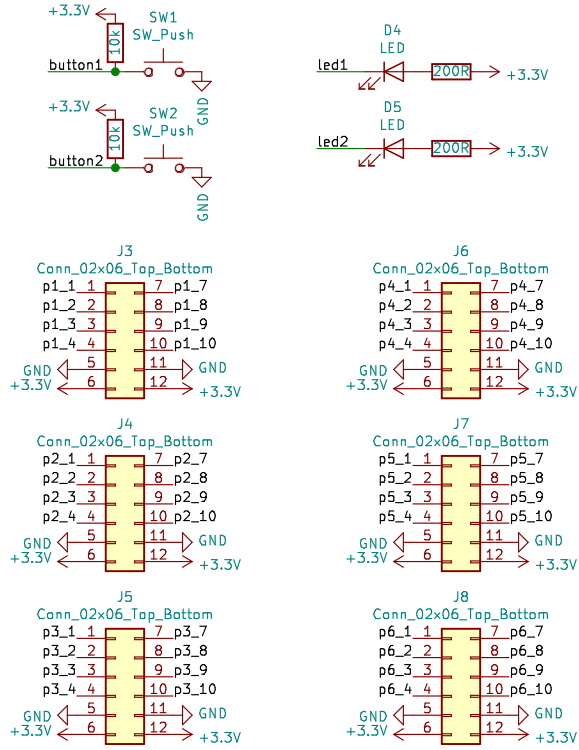 +3.3V
SW1
SW_Push
10k
button1
GND
+3.3V
SW2
SW_Push
10k
button2
GND
D4
LED
led1
200R
+3.3V
D5
LED
led2
200R
+3.3V
J3
Conn_02x06_Top_Bottom
p1_1 1 7 p1_7
p1_2 2 8 p1_8
p1_3 3 9 p1_9
p1_4 4 10 p1_10
GND 5 11 GND
+3.3V 6 12 +3.3V
J6
Conn_02x06_Top_Bottom
p4_1 1 7 p4_7
p4_2 2 8 p4_8
p4_3 3 9 p4_9
p4_4 4 10 p4_10
GND 5 11 GND
+3.3V 6 12 +3.3V
J4
Conn_02x06_Top_Bottom
p2_1 1 7 p2_7
p2_2 2 8 p2_8
p2_3 3 9 p2_9
p2_4 4 10 p2_10
GND 5 11 GND
+3.3V 6 12 +3.3V
J7
Conn_02x06_Top_Bottom
p5_1 1 7 p5_7
p5_2 2 8 p5_8
p5_3 3 9 p5_9
p5_4 4 10 p5_10
GND 5 11 GND
+3.3V 6 12 +3.3V
J5
Conn_02x06_Top_Bottom
p3_1 1 7 p3_7
p3_2 2 8 p3_8
p3_3 3 9 p3_9
p3_4 4 10 p3_10
GND 5 11 GND
+3.3V 6 12 +3.3V
J8
Conn_02x06_Top_Bottom
p6_1 1 7 p6_7
p6_2 2 8 p6_8
p6_3 3 9 p6_9
p6_4 4 10 p6_10
GND 5 11 GND
+3.3V 6 12 +3.3V